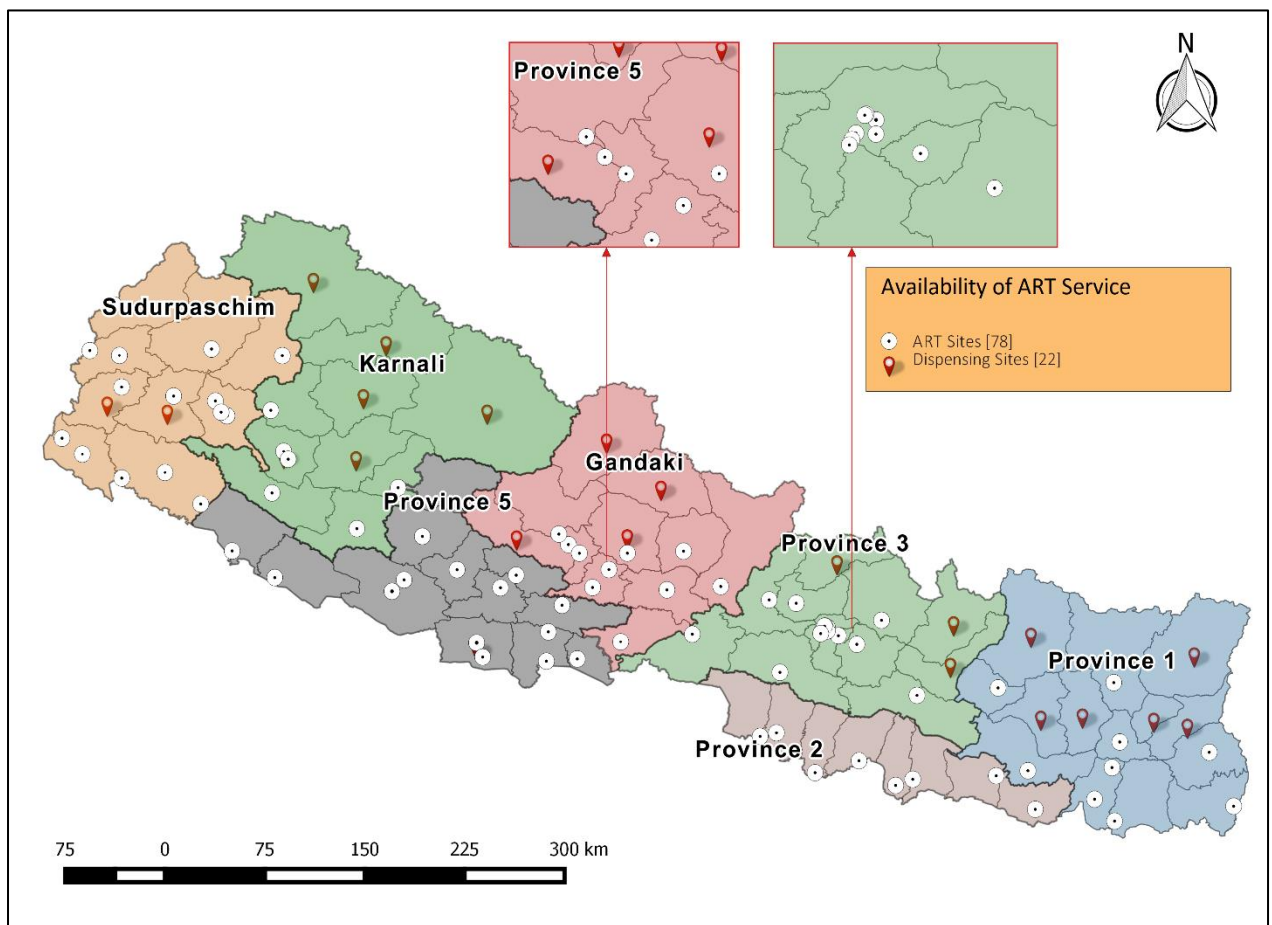 N
Province 5
Availability of ART Service
ART Sites [78]
Dispensing Sites [22]
Sudurpaschim
Karnali
Gandaki
Province 5
Province 3
Province 1
Province 2
75 0 75 150 225 300 km